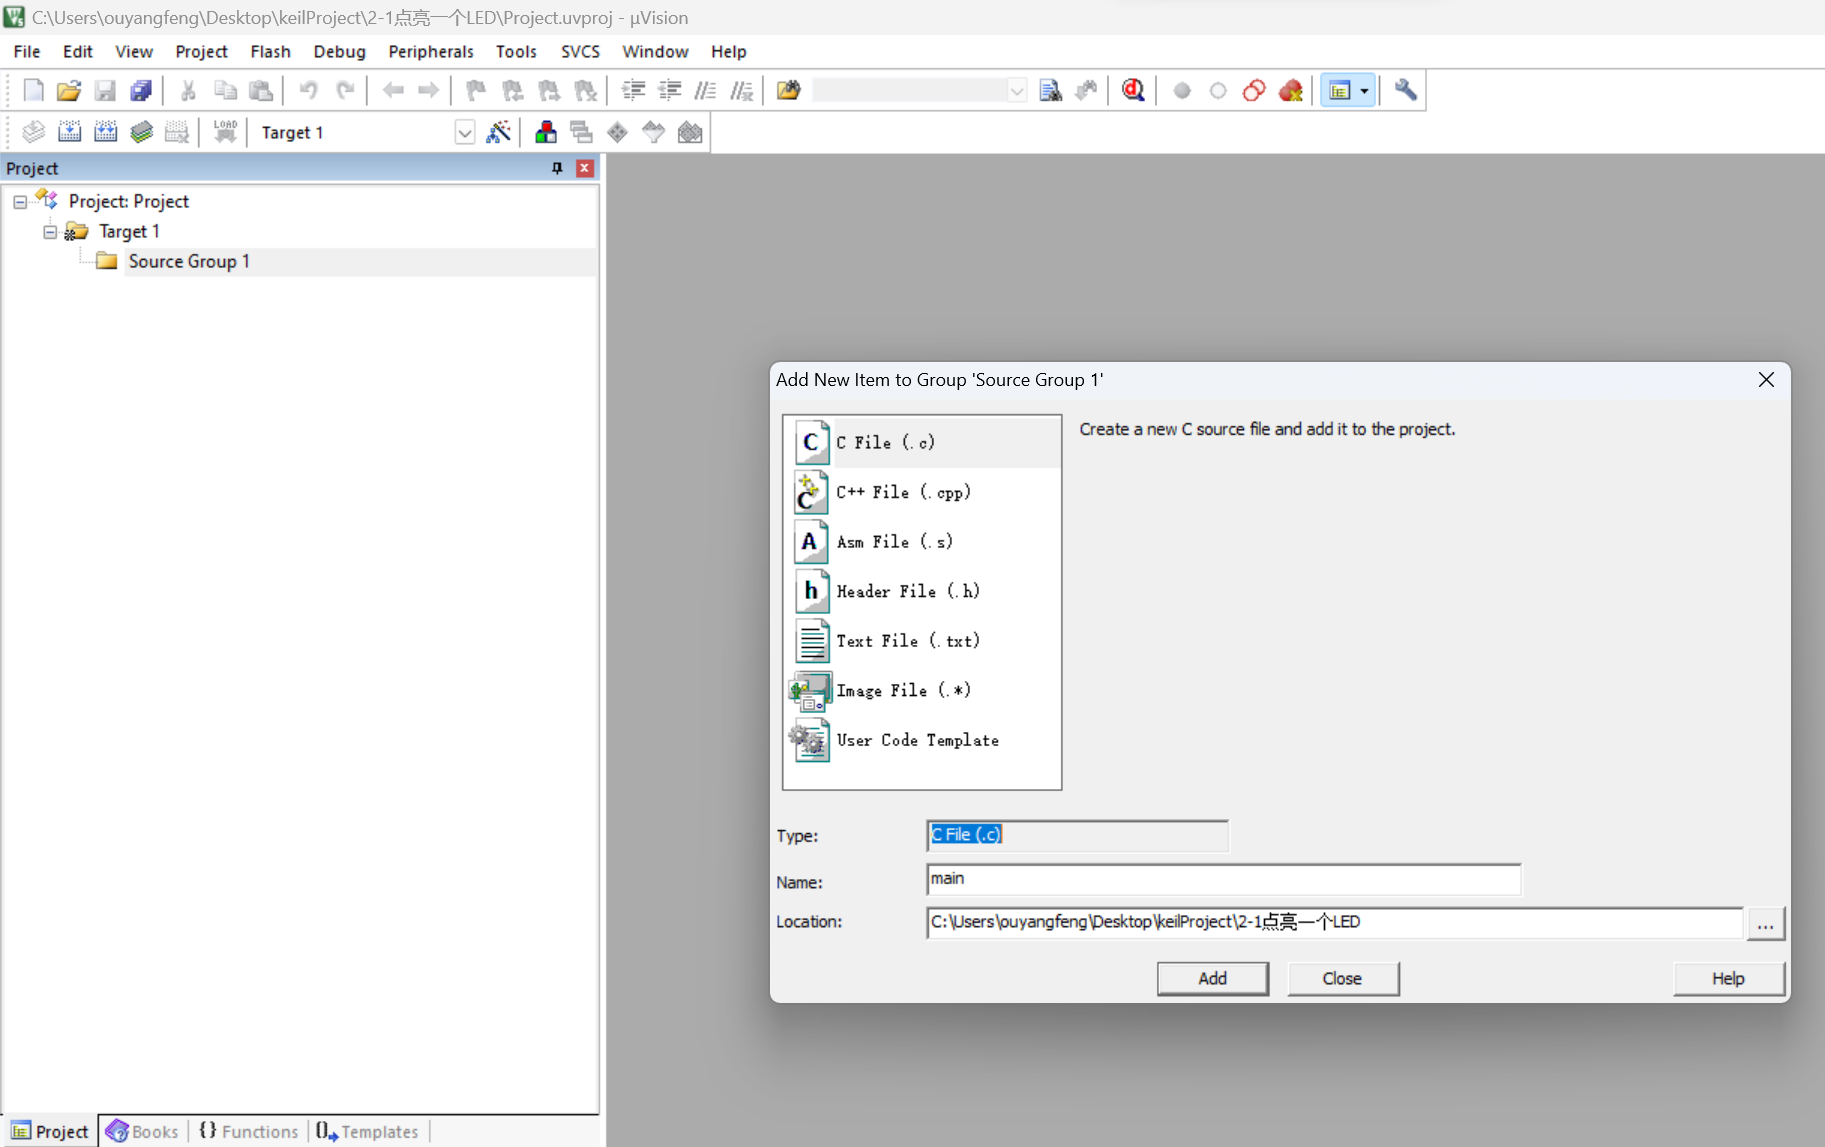 C:\Users\ouyangfeng\Desktop\keilProject\2-1点亮一个LED\Project.uvproj - µVision
File Edit View Project Flash Debug Peripherals Tools SVCS Window Help
LOAD Target 1
Project
Project: Project
Target 1
Source Group 1
Add New Item to Group 'Source Group 1'
C File (.c)
Create a new C source file and add it to the project.
C++ File (.cpp)
Asm File (.s)
Header File (.h)
Text File (.txt)
Image File (.*)
User Code Template
Type: C File (.c)
Name: main
Location: C:\Users\ouyangfeng\Desktop\keilProject\2-1点亮一个LED ...
Add Close Help
Project Books {} Functions Templates